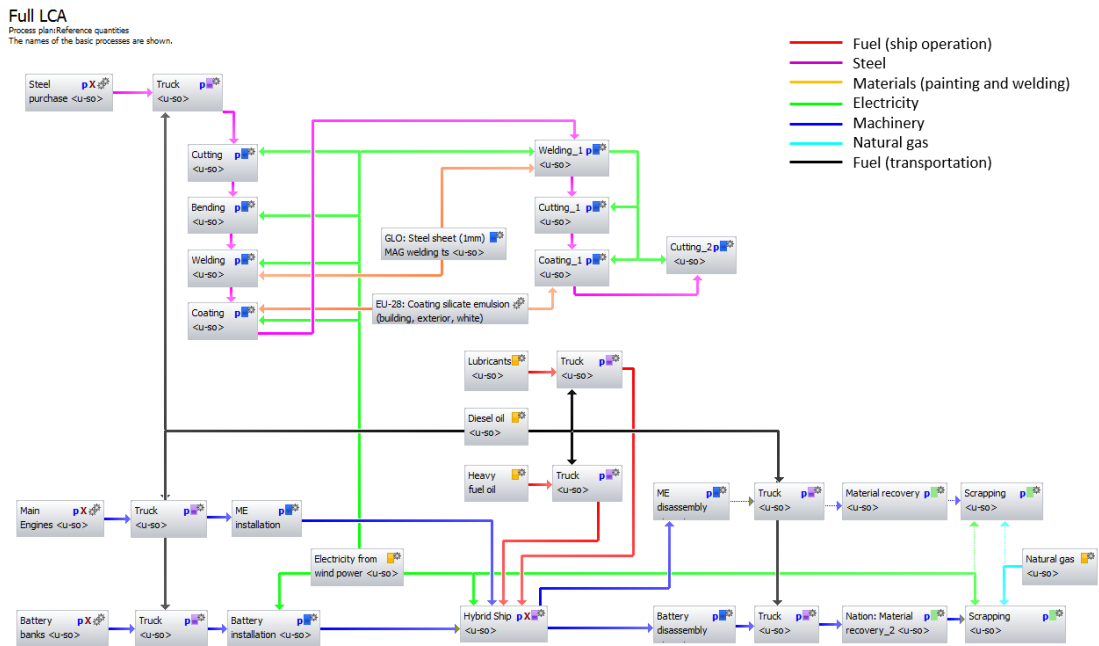 Full LCA
Process plan:Reference quantities
The names of the basic processes are shown.
Fuel (ship operation)
Steel
Materials (painting and welding)
Electricity
Machinery
Natural gas
Fuel (transportation)
Steel pX
purchase <u-so>
Truck p
<u-so>
Cutting p
<u-so>
Bending p
<u-so>
Welding p
<u-so>
Coating p
<u-so>
Welding_1 p
<u-so>
Cutting_1 p
<u-so>
Coating_1 p
<u-so>
Cutting_2 p
<u-so>
GLO: Steel sheet (1mm)
MAG welding ts <u-so>
EU-28: Coating silicate emulsion
(building, exterior, white)
Lubricants
<u-so>
Truck p
<u-so>
Diesel oil
<u-so>
Heavy
fuel oil
Truck p
<u-so>
Main pX
Engines <u-so>
Truck p
<u-so>
ME p
installation
ME p
disassembly
Truck p
<u-so>
Material recovery p
<u-so>
Scrapping p
<u-so>
Electricity from
wind power <u-so>
Natural gas
<u-so>
Battery pX
banks <u-so>
Truck p
<u-so>
Battery p
installation <u-so>
Hybrid Ship pX
<u-so>
Battery p
disassembly
Truck p
<u-so>
Nation: Material p
recovery_2 <u-so>
Scrapping p
<u-so>